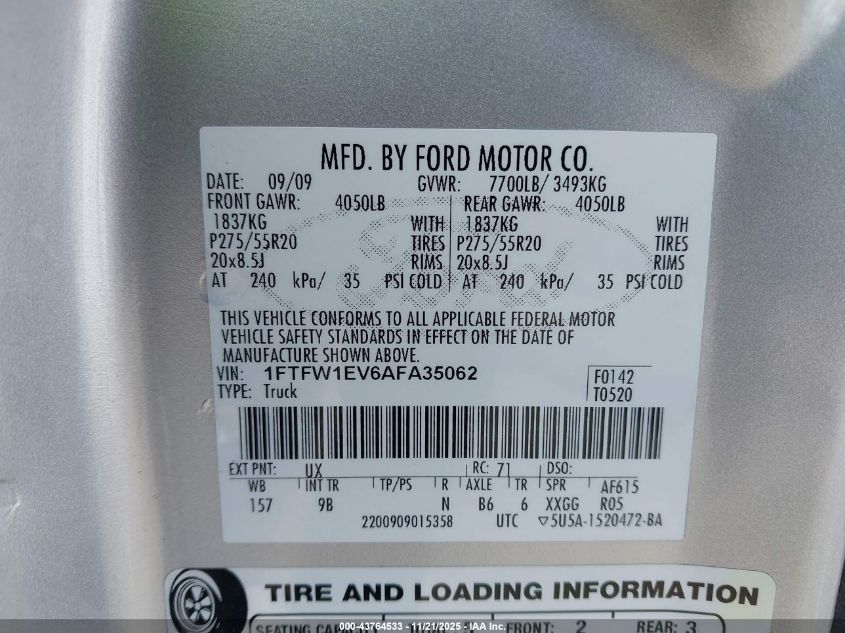 MFD. BY FORD MOTOR CO.
DATE: 09/09 GVWR: 7700LB/ 3493KG
FRONT GAWR: 4050LB REAR GAWR: 4050LB
1837KG WITH 1837KG WITH
P275/55R20 TIRES P275/55R20 TIRES
20x8.5J RIMS 20x8.5J RIMS
AT 240 kPa/ 35 PSI COLD AT 240 kPa/ 35 PSI COLD
THIS VEHICLE CONFORMS TO ALL APPLICABLE FEDERAL MOTOR
VEHICLE SAFETY STANDARDS IN EFFECT ON THE DATE OF
MANUFACTURE SHOWN ABOVE.
VIN: 1FTFW1EV6AFA35062
TYPE: Truck
F0142
T0520
EXT PNT: UX RC: 71 DSO:
WB INT TR TP/PS R AXLE TR SPR AF615
157 9B N B6 6 XXGG R05
2200909015358 UTC ▽5U5A-1520472-BA
TIRE AND LOADING INFORMATION
SEATING CAPACITY FRONT: 2 REAR: 3
000-43764533 - 11/21/2025 - IAA Inc.